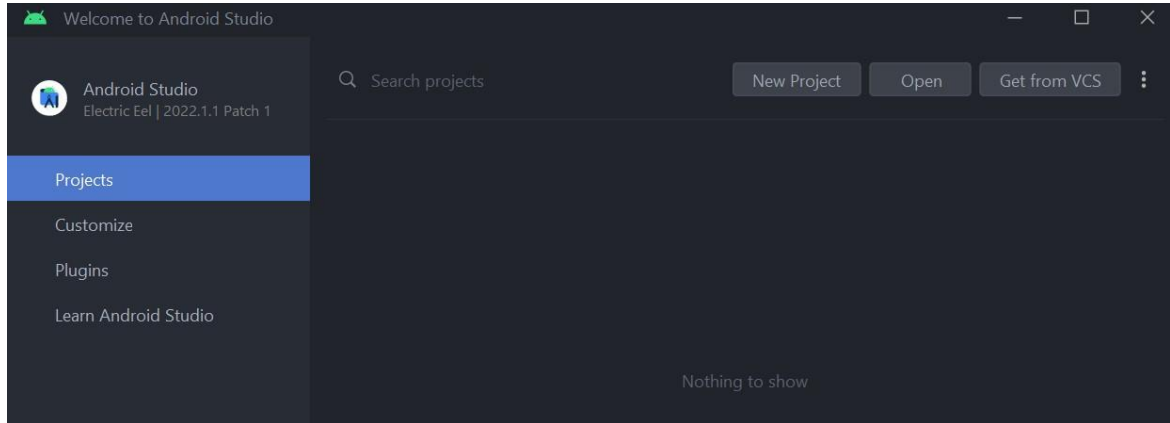 Welcome to Android Studio
Android Studio
Electric Eel | 2022.1.1 Patch 1
Projects
Customize
Plugins
Learn Android Studio
Search projects
New Project
Open
Get from VCS
Nothing to show